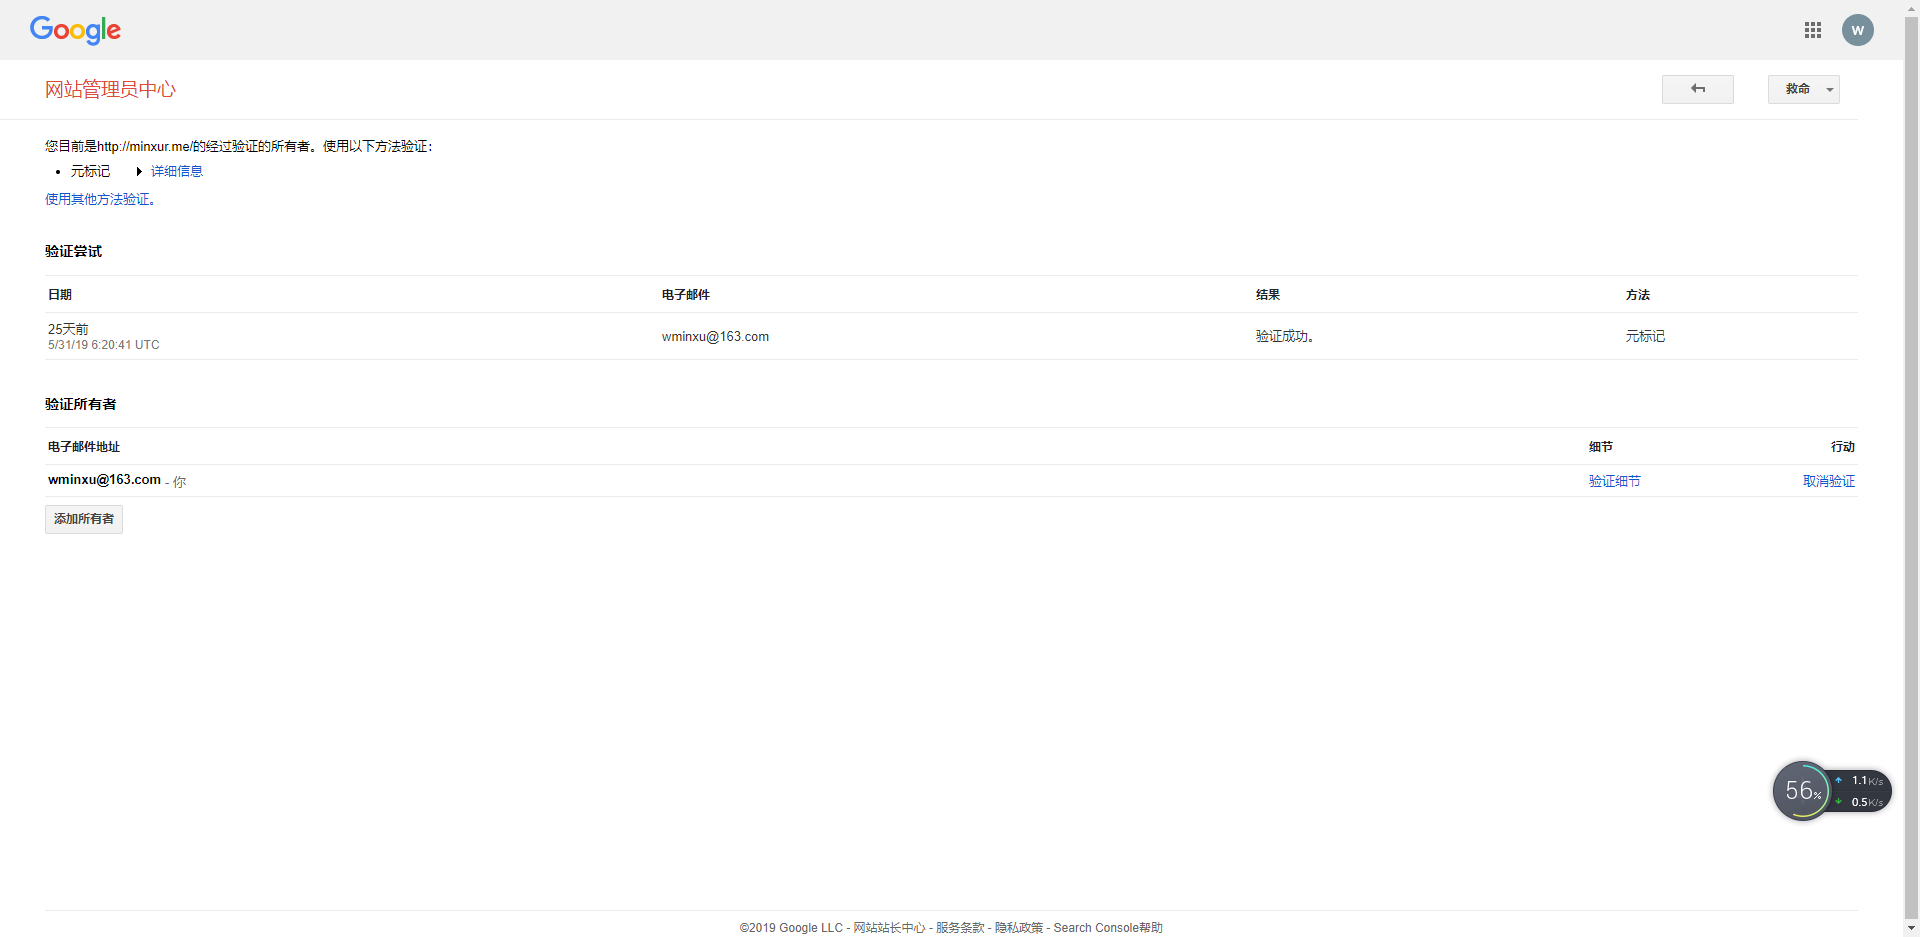 Google
W
网站管理员中心
救命
您目前是http://minxur.me/的经过验证的所有者。使用以下方法验证：
• 元标记 详细信息
使用其他方法验证。
验证尝试
日期 电子邮件 结果 方法
25天前
5/31/19 6:20:41 UTC
wminxu@163.com 验证成功。 元标记
验证所有者
电子邮件地址 细节 行动
wminxu@163.com - 你 验证细节 取消验证
添加所有者
56% 1.1K/s
0.5K/s
©2019 Google LLC - 网站站长中心 - 服务条款 - 隐私政策 - Search Console帮助